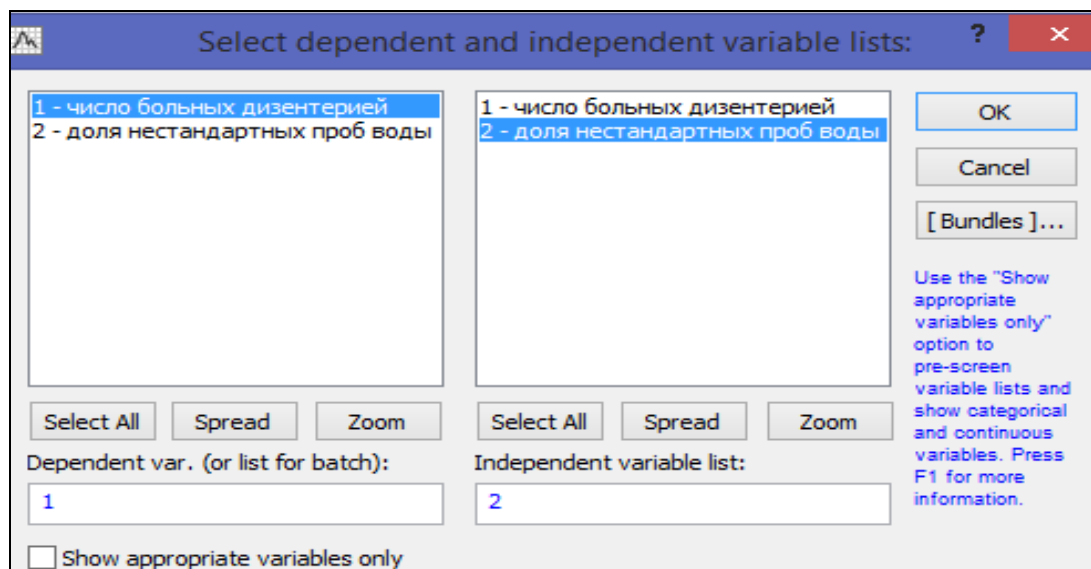 Select dependent and independent variable lists:
?
1 - число больных дизентерией
2 - доля нестандартных проб воды
1 - число больных дизентерией
2 - доля нестандартных проб воды
OK
Cancel
[ Bundles ]...
Use the "Show
appropriate
variables only"
option to
pre-screen
variable lists and
show categorical
and continuous
variables. Press
F1 for more
information.
Select All
Spread
Zoom
Select All
Spread
Zoom
Dependent var. (or list for batch):
Independent variable list:
1
2
Show appropriate variables only